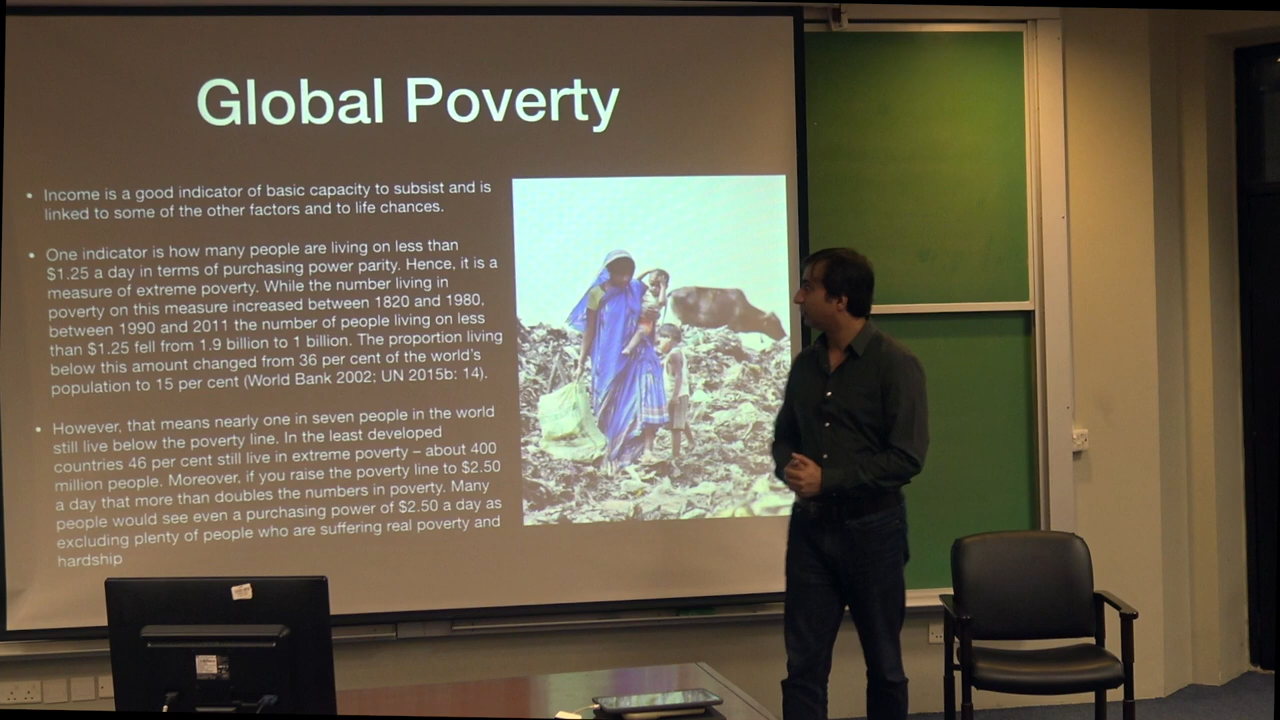 Global Poverty
• Income is a good indicator of basic capacity to subsist and is
linked to some of the other factors and to life chances.
• One indicator is how many people are living on less than
$1.25 a day in terms of purchasing power parity. Hence, it is a
measure of extreme poverty. While the number living in
poverty on this measure increased between 1820 and 1980,
between 1990 and 2011 the number of people living on less
than $1.25 fell from 1.9 billion to 1 billion. The proportion living
below this amount changed from 36 per cent of the world's
population to 15 per cent (World Bank 2002; UN 2015b: 14).
• However, that means nearly one in seven people in the world
still live below the poverty line. In the least developed
countries 46 per cent still live in extreme poverty – about 400
million people. Moreover, if you raise the poverty line to $2.50
a day that more than doubles the numbers in poverty. Many
people would see even a purchasing power of $2.50 a day as
excluding plenty of people who are suffering real poverty and
hardship